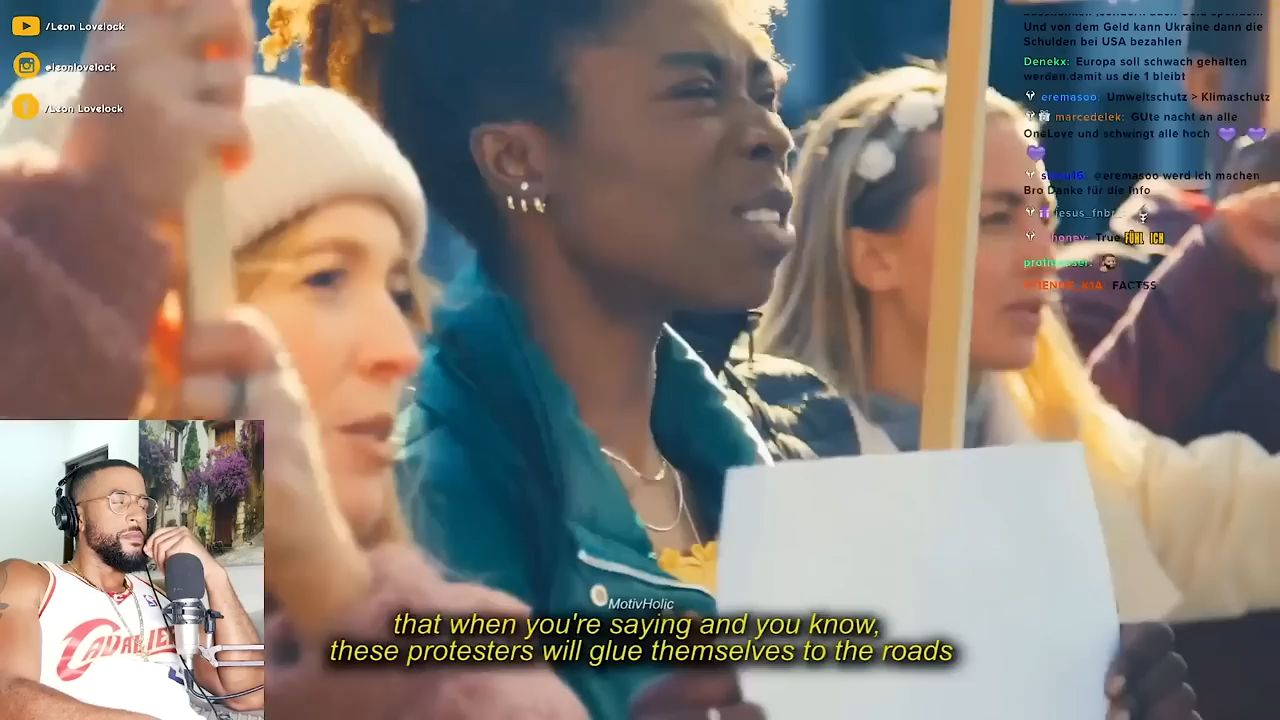 /Leon Lovelock
@leonlovelock
/Leon Lovelock
Und von dem Geld kann Ukraine dann die
Schulden bei USA bezahlen
Denekx: Europa soll schwach gehalten
werden.damit us die 1 bleibt
eremasoo: Umweltschutz > Klimaschutz
marcedelek: GUte nacht an alle
OneLove und schwingt alle hoch
@eremasoo werd ich machen
Bro Danke für die Info
jesus_fnbr_
honey: True FÜHL ICH
FACTSS
CAVALIE
MotivHolic
that when you're saying and you know,
these protesters will glue themselves to the roads